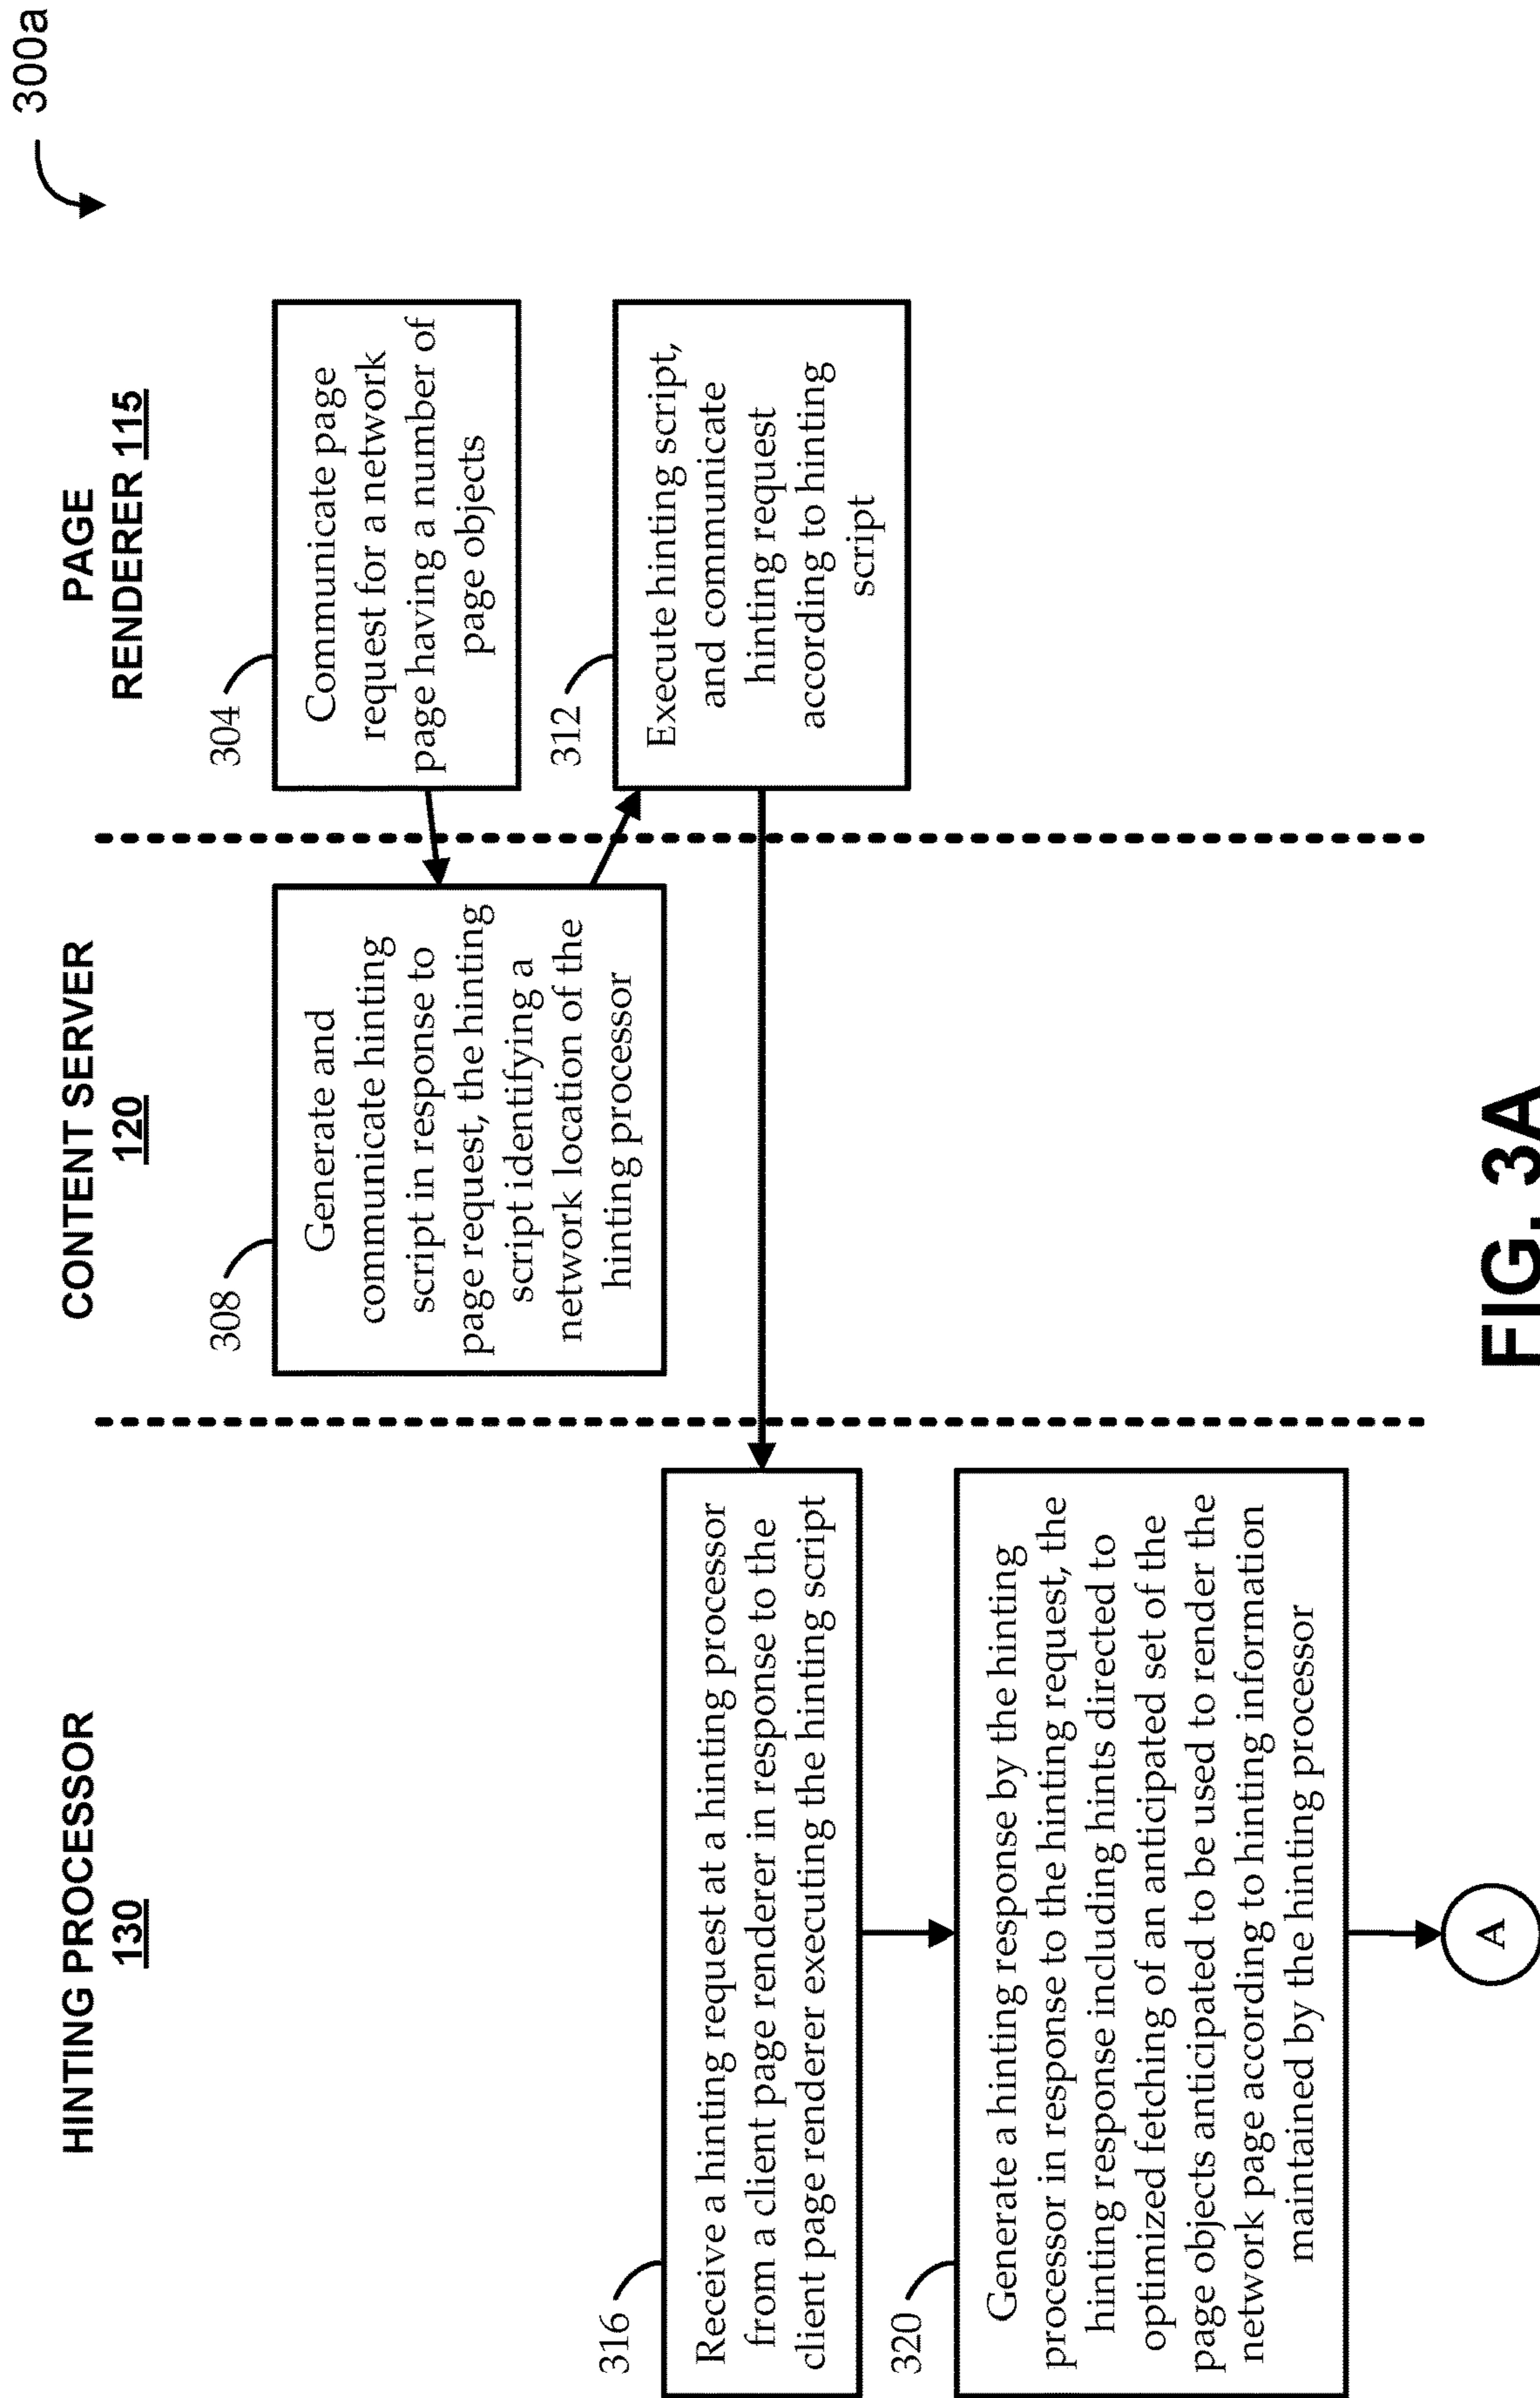 300a
HINTING PROCESSOR
130
CONTENT SERVER
120
PAGE
RENDERER 115
304
Communicate page
request for a network
page having a number of
page objects
308
Generate and
communicate hinting
script in response to
page request, the hinting
script identifying a
network location of the
hinting processor
312
Execute hinting script,
and communicate
hinting request
according to hinting
script
316
Receive a hinting request at a hinting processor
from a client page renderer in response to the
client page renderer executing the hinting script
320
Generate a hinting response by the hinting
processor in response to the hinting request, the
hinting response including hints directed to
optimized fetching of an anticipated set of the
page objects anticipated to be used to render the
network page according to hinting information
maintained by the hinting processor
A
FIG. 3A